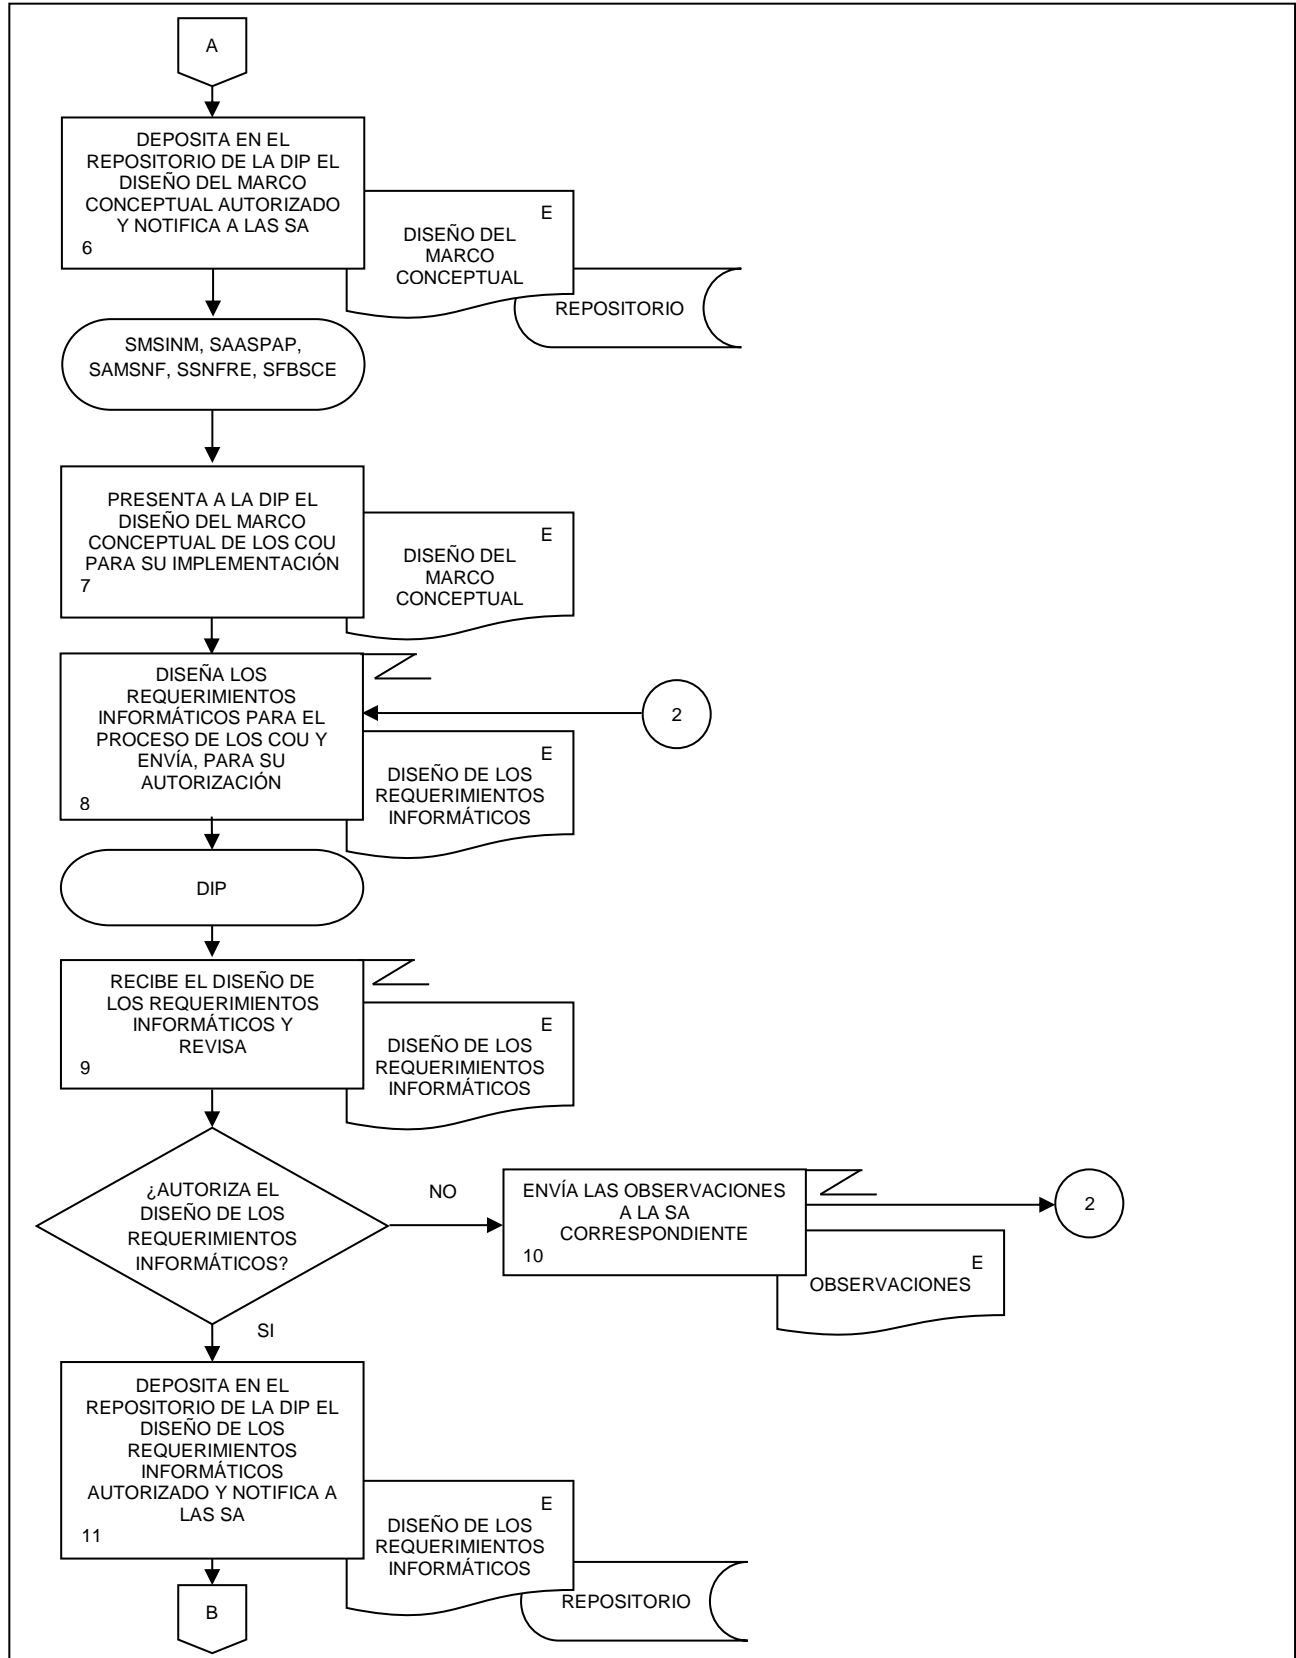 A
DEPOSITA EN EL
REPOSITORIO DE LA DIP EL
DISEÑO DEL MARCO
CONCEPTUAL AUTORIZADO
Y NOTIFICA A LAS SA
6
E
DISEÑO DEL
MARCO
CONCEPTUAL
REPOSITORIO
SMSINM, SAASPAP,
SAMSNF, SSNFRE, SFBSCE
PRESENTA A LA DIP EL
DISEÑO DEL MARCO
CONCEPTUAL DE LOS COU
PARA SU IMPLEMENTACIÓN
7
E
DISEÑO DEL
MARCO
CONCEPTUAL
DISEÑA LOS
REQUERIMIENTOS
INFORMÁTICOS PARA EL
PROCESO DE LOS COU Y
ENVÍA, PARA SU
AUTORIZACIÓN
8
2
E
DISEÑO DE LOS
REQUERIMIENTOS
INFORMÁTICOS
DIP
RECIBE EL DISEÑO DE
LOS REQUERIMIENTOS
INFORMÁTICOS Y
REVISA
9
E
DISEÑO DE LOS
REQUERIMIENTOS
INFORMÁTICOS
¿AUTORIZA EL
DISEÑO DE LOS
REQUERIMIENTOS
INFORMÁTICOS?
NO
ENVÍA LAS OBSERVACIONES
A LA SA
CORRESPONDIENTE
10
2
E
OBSERVACIONES
SI
DEPOSITA EN EL
REPOSITORIO DE LA DIP EL
DISEÑO DE LOS
REQUERIMIENTOS
INFORMÁTICOS
AUTORIZADO Y NOTIFICA A
LAS SA
11
E
DISEÑO DE LOS
REQUERIMIENTOS
INFORMÁTICOS
REPOSITORIO
B